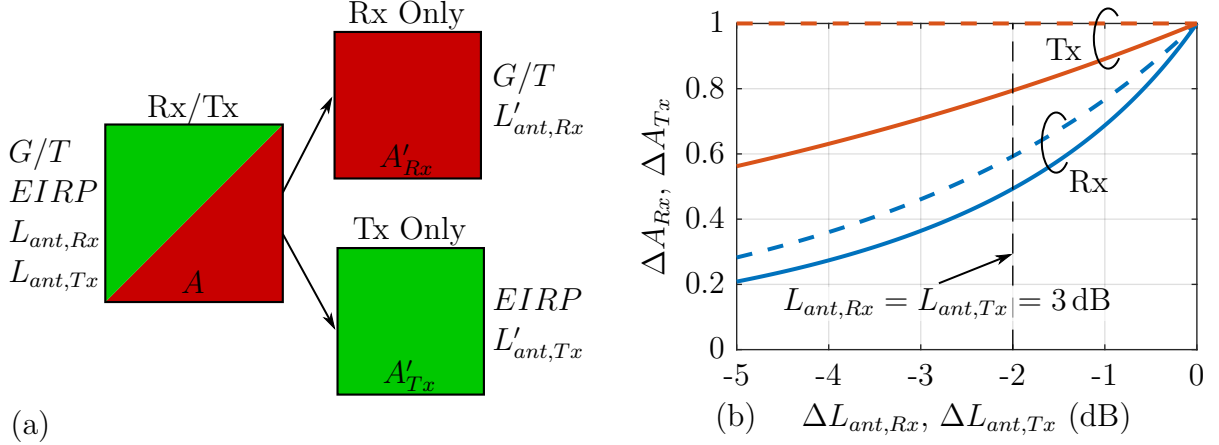 Rx Only
G/T
L′ant,Rx
A′Rx
Rx/Tx
G/T
EIRP
Lant,Rx
Lant,Tx
A
Tx Only
EIRP
L′ant,Tx
A′Tx
(a)
ΔARx, ΔATx
1
0.8
0.6
0.4
0.2
0
Tx
Rx
Lant,Rx = Lant,Tx = 3 dB
-5 -4 -3 -2 -1 0
(b) ΔLant,Rx, ΔLant,Tx (dB)